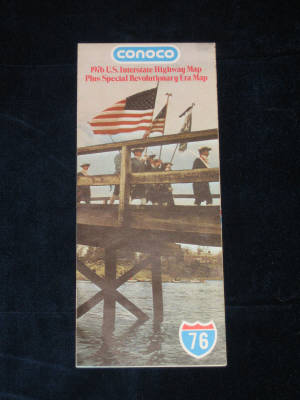 CONOCO
1976 U.S. Interstate Highway Map
Plus Special Revolutionary Era Map
76